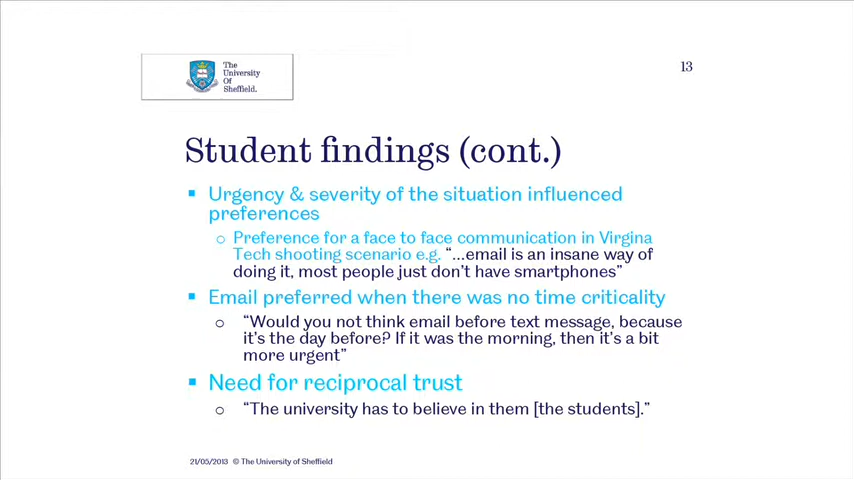 The
University
Of
Sheffield.
13
Student findings (cont.)
Urgency & severity of the situation influenced
preferences
Preference for a face to face communication in Virgina
Tech shooting scenario e.g. “...email is an insane way of
doing it, most people just don’t have smartphones”
Email preferred when there was no time criticality
“Would you not think email before text message, because
it’s the day before? If it was the morning, then it’s a bit
more urgent”
Need for reciprocal trust
“The university has to believe in them [the students].”
21/05/2013 © The University of Sheffield